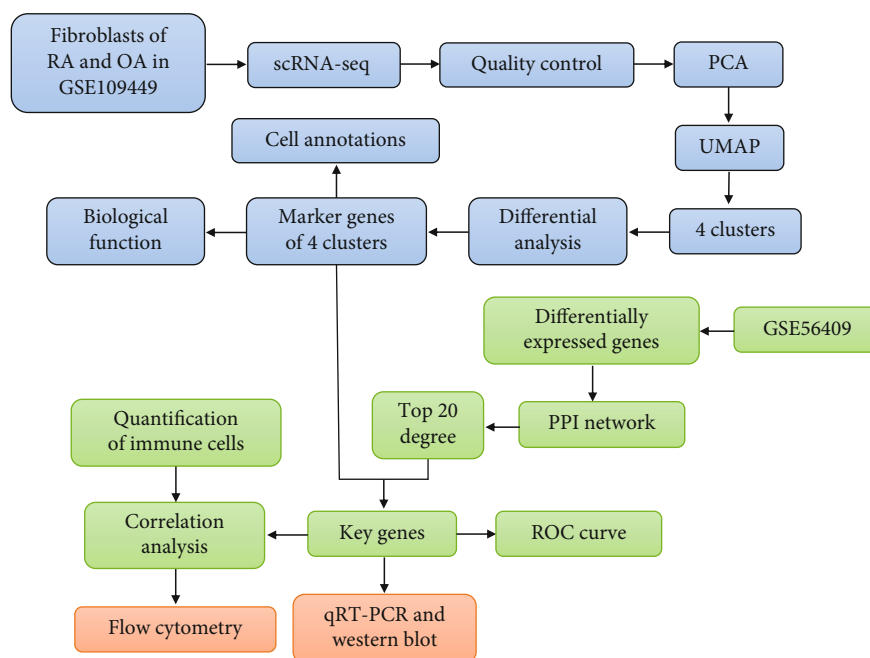 Fibroblasts of
RA and OA in
GSE109449
scRNA-seq
Quality control
PCA
Cell annotations
UMAP
Biological
function
Marker genes
of 4 clusters
Differential
analysis
4 clusters
Differentially
expressed genes
GSE56409
Quantification
of immune cells
Top 20
degree
PPI network
Correlation
analysis
Key genes
ROC curve
Flow cytometry
qRT-PCR and
western blot